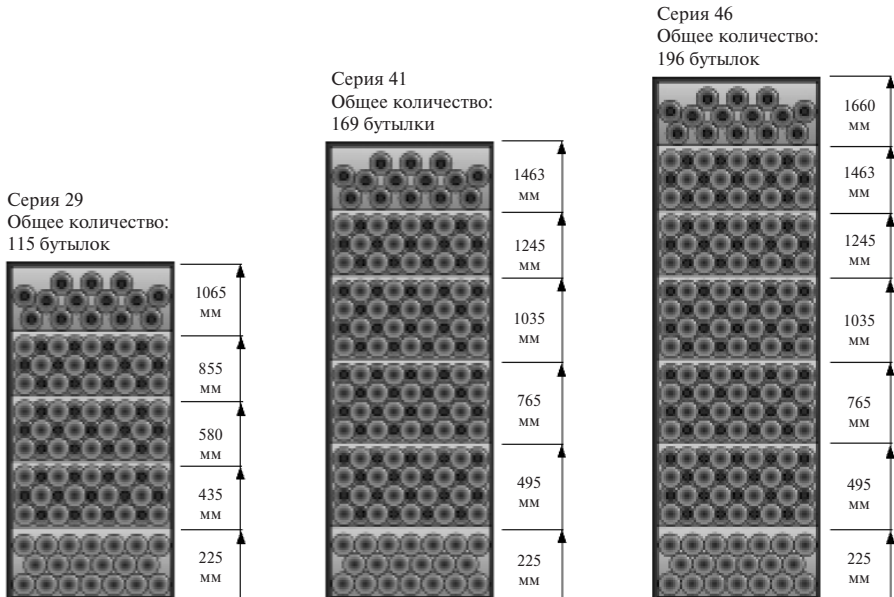 Серия 46
Общее количество:
196 бутылок
1660
мм
1463
мм
1245
мм
1035
мм
765
мм
495
мм
225
мм
Серия 41
Общее количество:
169 бутылки
1463
мм
1245
мм
1035
мм
765
мм
495
мм
225
мм
Серия 29
Общее количество:
115 бутылок
1065
мм
855
мм
580
мм
435
мм
225
мм